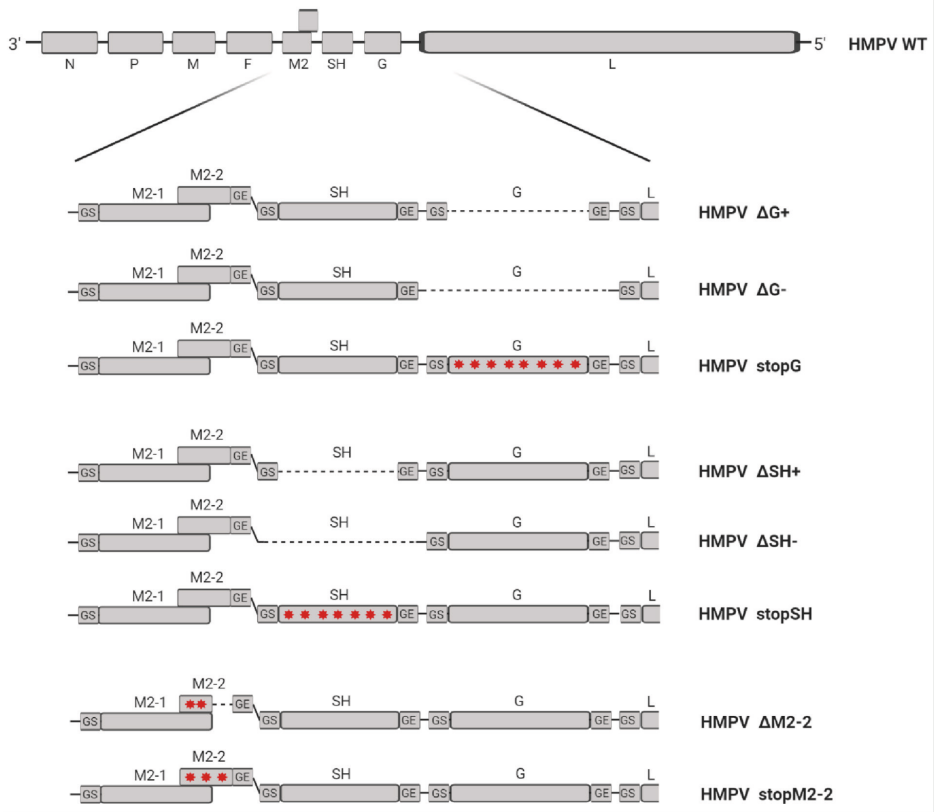 3' 5' HMPV WT
N P M F M2 SH G L
M2-2
M2-1 SH G L
GE
GS GS GE GS GE GS HMPV ΔG+
M2-2
M2-1 SH G L
GE
GS GS GE GS HMPV ΔG-
M2-2
M2-1 SH G L
GE
GS GS GE GS GE GS HMPV stopG
M2-2
M2-1 SH G L
GE
GS GS GE GS GE GS HMPV ΔSH+
M2-2
M2-1 SH G L
GE
GS GS GE GS HMPV ΔSH-
M2-2
M2-1 SH G L
GE
GS GS GE GS GE GS HMPV stopSH
M2-2
M2-1 SH G L
GE
GS GS GE GS GE GS HMPV ΔM2-2
M2-2
M2-1 SH G L
GE
GS GS GE GS GE GS HMPV stopM2-2